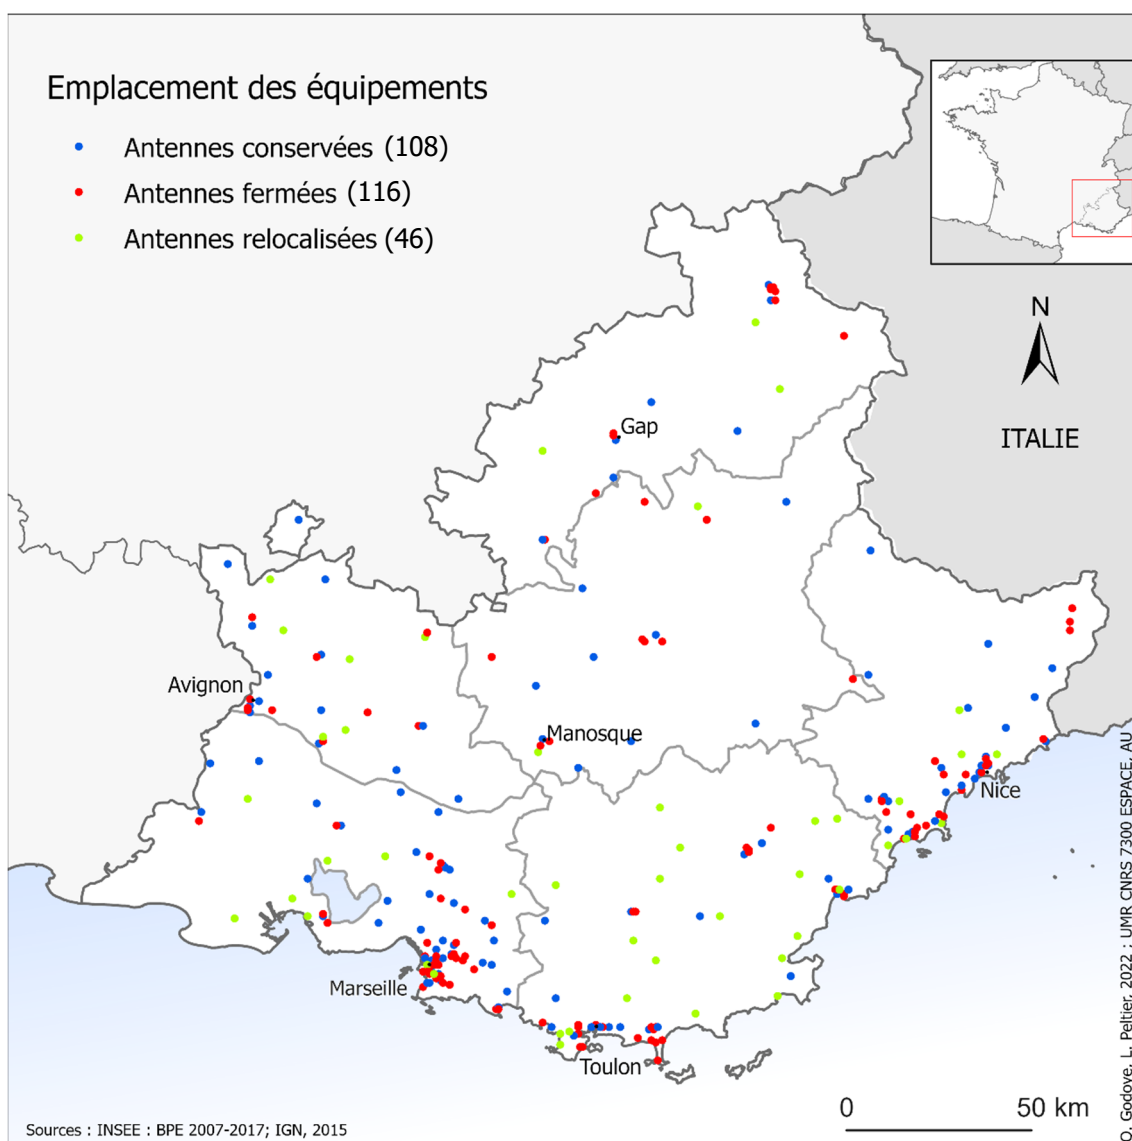 Emplacement des équipements
Antennes conservées (108)
Antennes fermées (116)
Antennes relocalisées (46)
N
ITALIE
Gap
Avignon
Manosque
Nice
Marseille
Toulon
0 50 km
Sources : INSEE : BPE 2007-2017; IGN, 2015
O. Godoye, L. Peltier, 2022 ; UMR CNRS 7300 ESPACE, AU